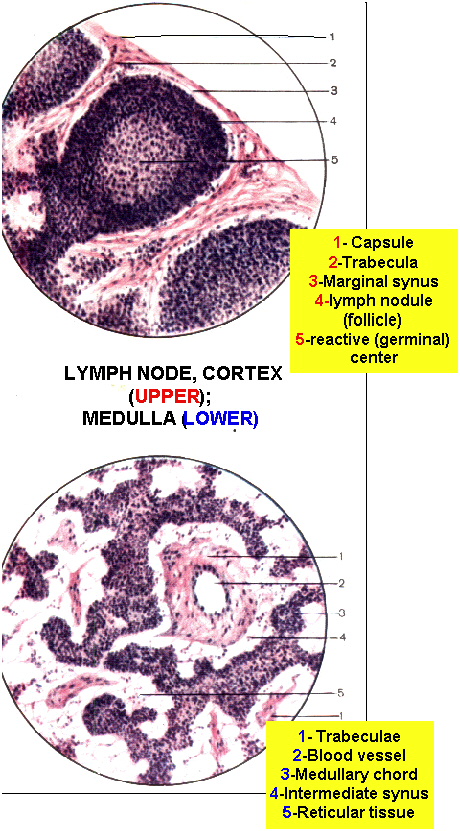 1
2
3
4
5
1- Capsule
2-Trabecula
3-Marginal synus
4-lymph nodule
(follicle)
5-reactive (germinal)
center
LYMPH NODE, CORTEX
(UPPER);
MEDULLA (LOWER)
1
2
3
4
5
1
1- Trabeculae
2-Blood vessel
3-Medullary chord
4-Intermediate synus
5-Reticular tissue